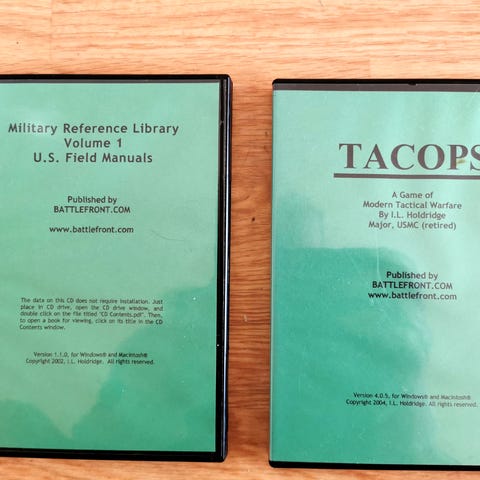 Military Reference Library
Volume 1
U.S. Field Manuals
Published by
BATTLEFRONT.COM
www.battlefront.com
The data on this CD does not require installation. Just
place in CD drive, open the CD drive window, and
double click on the file titled "CD Contents.pdf". Then,
to open a book for viewing, click on its title in the CD
Contents window.
Version 1.1.0, for Windows® and Macintosh®
Copyright 2002, I.L. Holdridge. All rights reserved.
TACOPS
A Game of
Modern Tactical Warfare
By I.L. Holdridge
Major, USMC (retired)
Published by
BATTLEFRONT.COM
www.battlefront.com
Version 4.0.5, for Windows® and Macintosh®
Copyright 2004, I.L. Holdridge. All rights reserved.